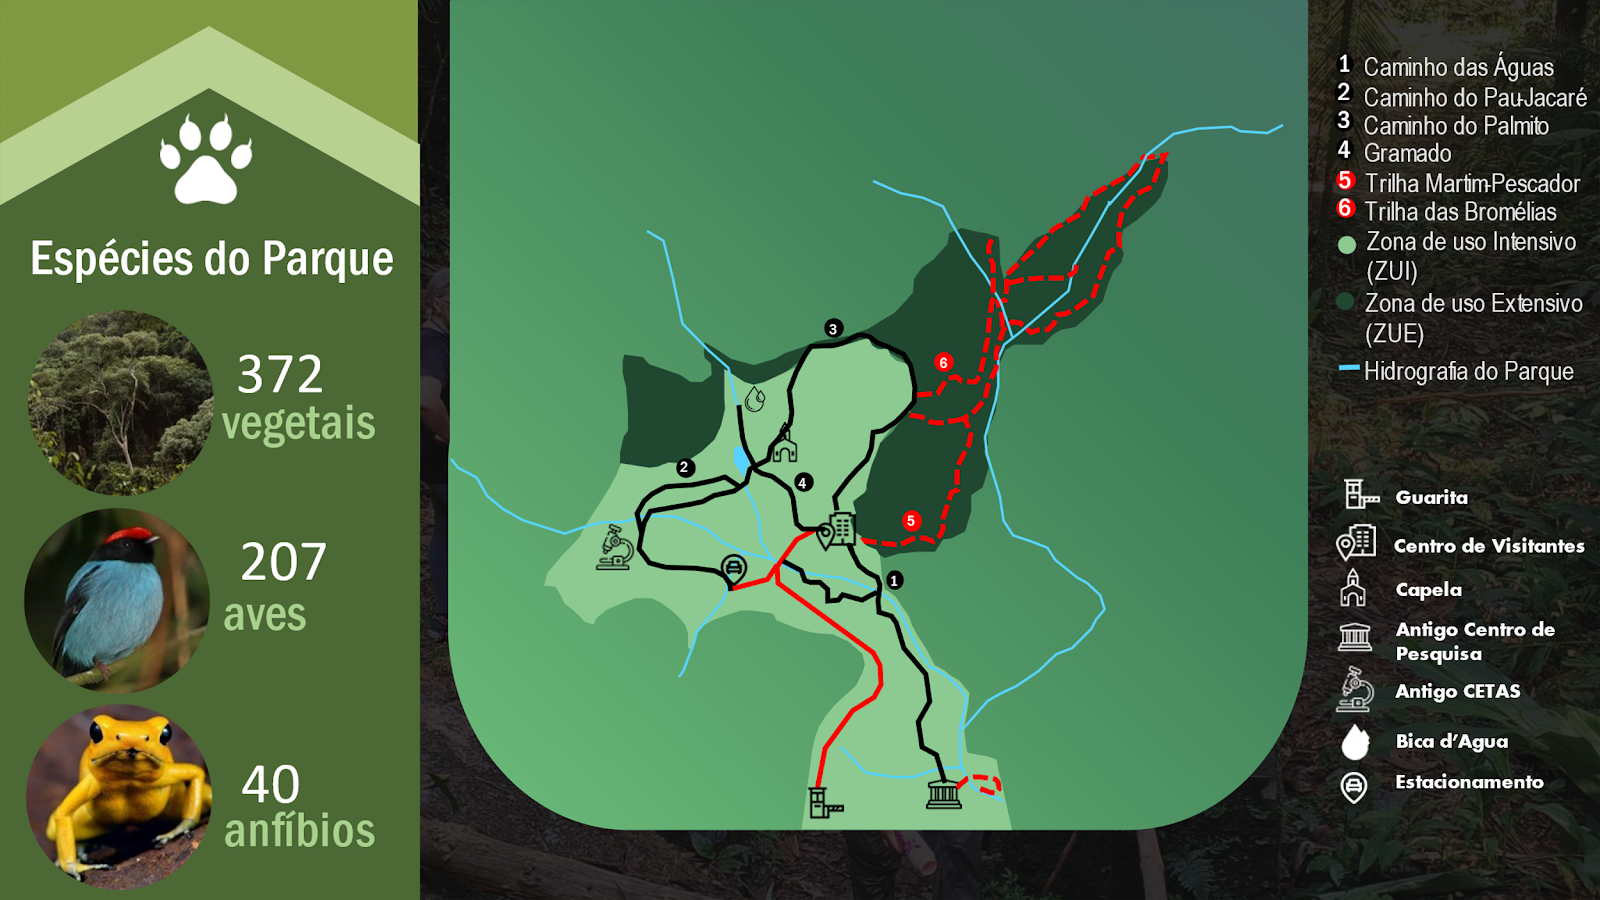 Espécies do Parque
372
vegetais
207
aves
40
anfíbios
3
6
2
4
5
1
1 Caminho das Águas
2 Caminho do Pau-Jacaré
3 Caminho do Palmito
4 Gramado
5 Trilha Martim-Pescador
6 Trilha das Bromélias
Zona de uso Intensivo
(ZUI)
Zona de uso Extensivo
(ZUE)
Hidrografia do Parque
Guarita
Centro de Visitantes
Capela
Antigo Centro de
Pesquisa
Antigo CETAS
Bica d'Agua
Estacionamento